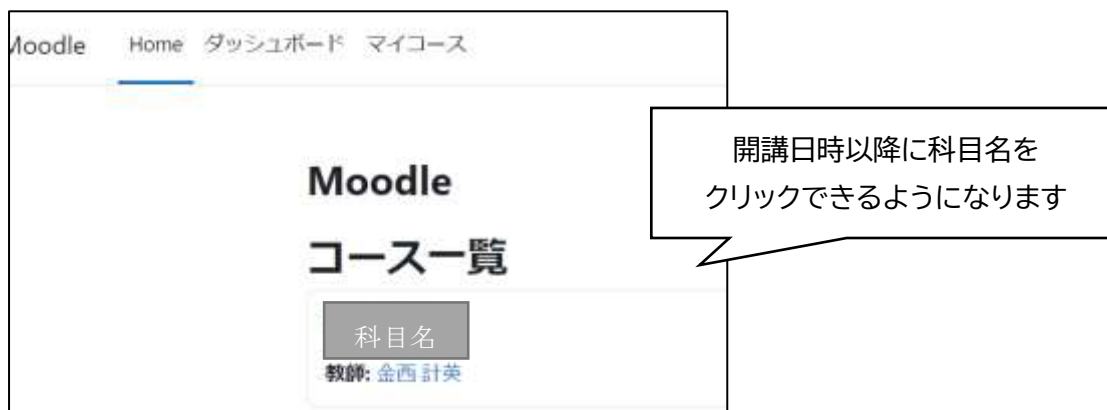 Moodle Home ダッシュボード マイコース
開講日時以降に科目名を
クリックできるようになります
Moodle
コース一覧
科目名
教師: 金西 計英